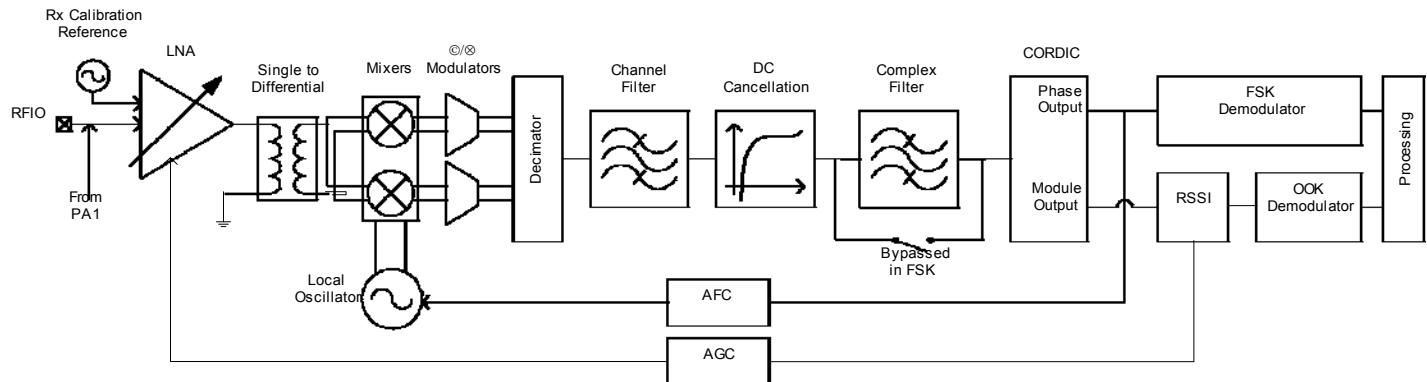 Rx Calibration
Reference
LNA
RFIO
From
PA1
Single to
Differential
Mixers
©/⊗
Modulators
Local
Oscillator
Decimator
Channel
Filter
DC
Cancellation
Complex
Filter
Bypassed
in FSK
CORDIC
Phase
Output
Module
Output
FSK
Demodulator
RSSI
OOK
Demodulator
Processing
AFC
AGC